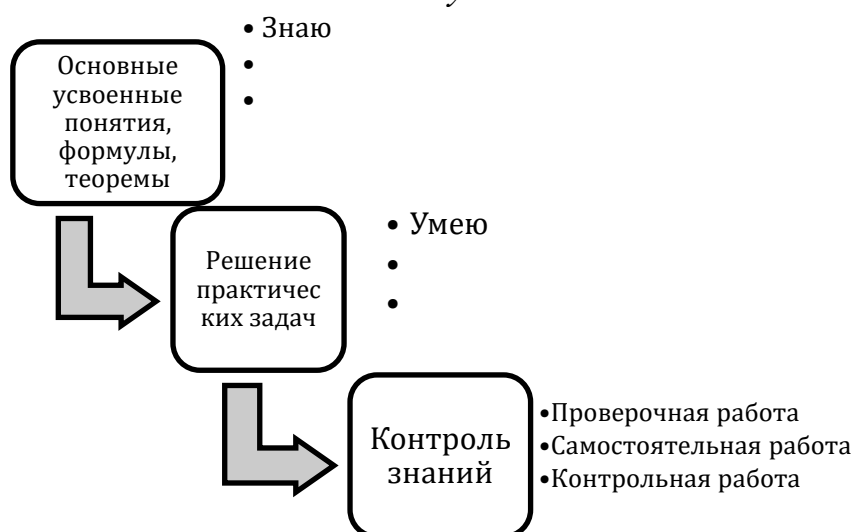 • Знаю
•
•
Основные
усвоенные
понятия,
формулы,
теоремы
• Умею
•
•
Решение
практичес
ких задач
•Проверочная работа
•Самостоятельная работа
•Контрольная работа
Контроль
знаний